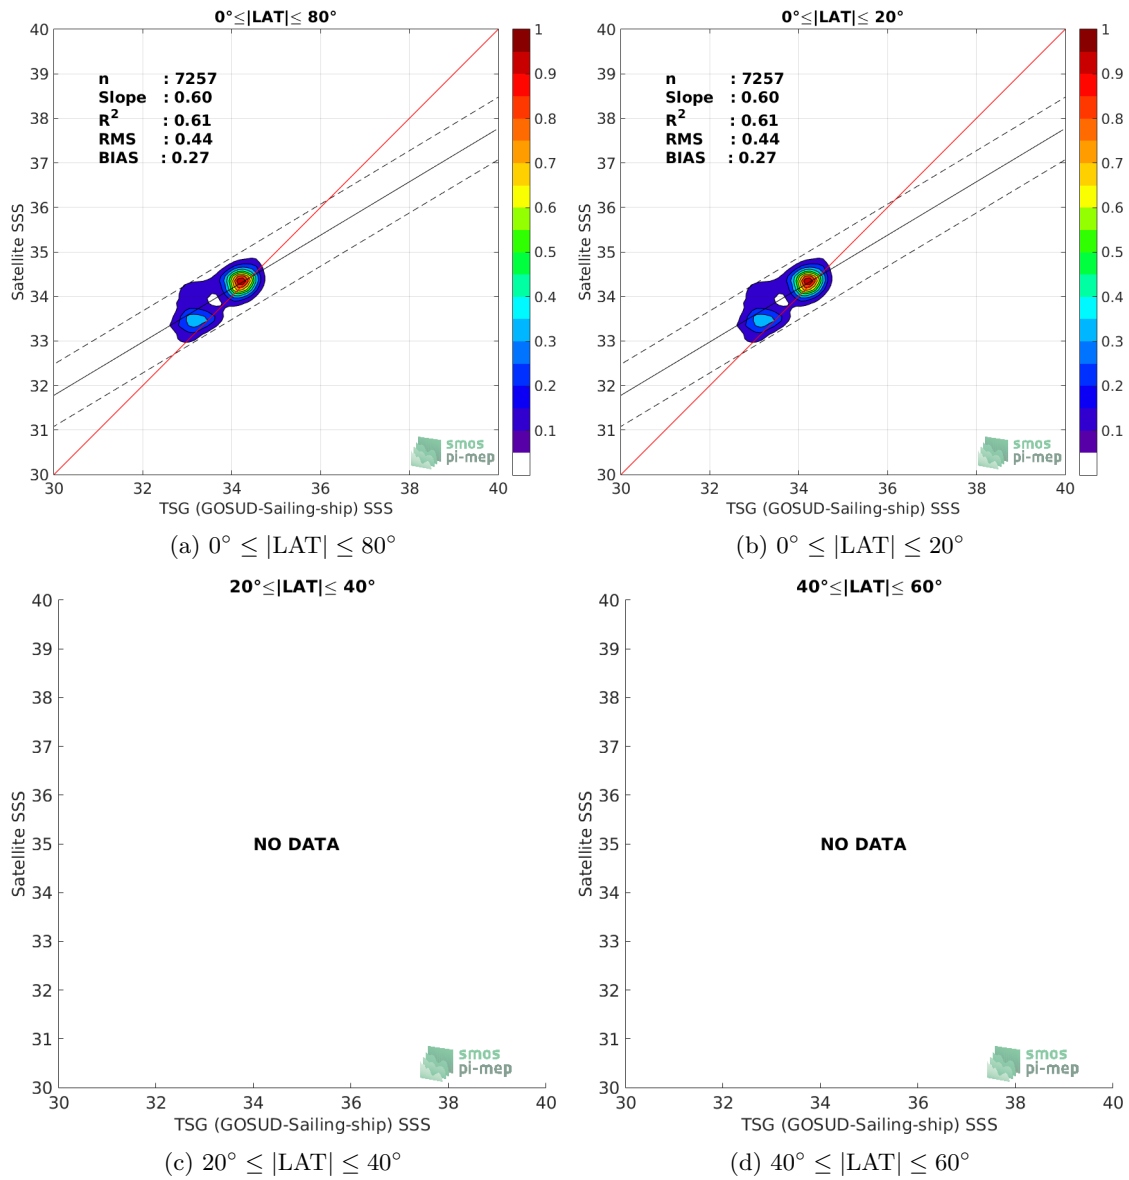 0°≤|LAT|≤ 80°
40
39
38
37
36
35
34
33
32
31
30
Satellite SSS
n : 7257
Slope : 0.60
R2 : 0.61
RMS : 0.44
BIAS : 0.27
1
0.9
0.8
0.7
0.6
0.5
0.4
0.3
0.2
0.1
smos
pi-mep
30 32 34 36 38 40
TSG (GOSUD-Sailing-ship) SSS
(a) 0° ≤ |LAT| ≤ 80°
0°≤|LAT|≤ 20°
40
39
38
37
36
35
34
33
32
31
30
Satellite SSS
n : 7257
Slope : 0.60
R2 : 0.61
RMS : 0.44
BIAS : 0.27
1
0.9
0.8
0.7
0.6
0.5
0.4
0.3
0.2
0.1
smos
pi-mep
30 32 34 36 38 40
TSG (GOSUD-Sailing-ship) SSS
(b) 0° ≤ |LAT| ≤ 20°
20°≤|LAT|≤ 40°
40
39
38
37
36
35
34
33
32
31
30
Satellite SSS
NO DATA
smos
pi-mep
30 32 34 36 38 40
TSG (GOSUD-Sailing-ship) SSS
(c) 20° ≤ |LAT| ≤ 40°
40°≤|LAT|≤ 60°
40
39
38
37
36
35
34
33
32
31
30
Satellite SSS
NO DATA
smos
pi-mep
30 32 34 36 38 40
TSG (GOSUD-Sailing-ship) SSS
(d) 40° ≤ |LAT| ≤ 60°